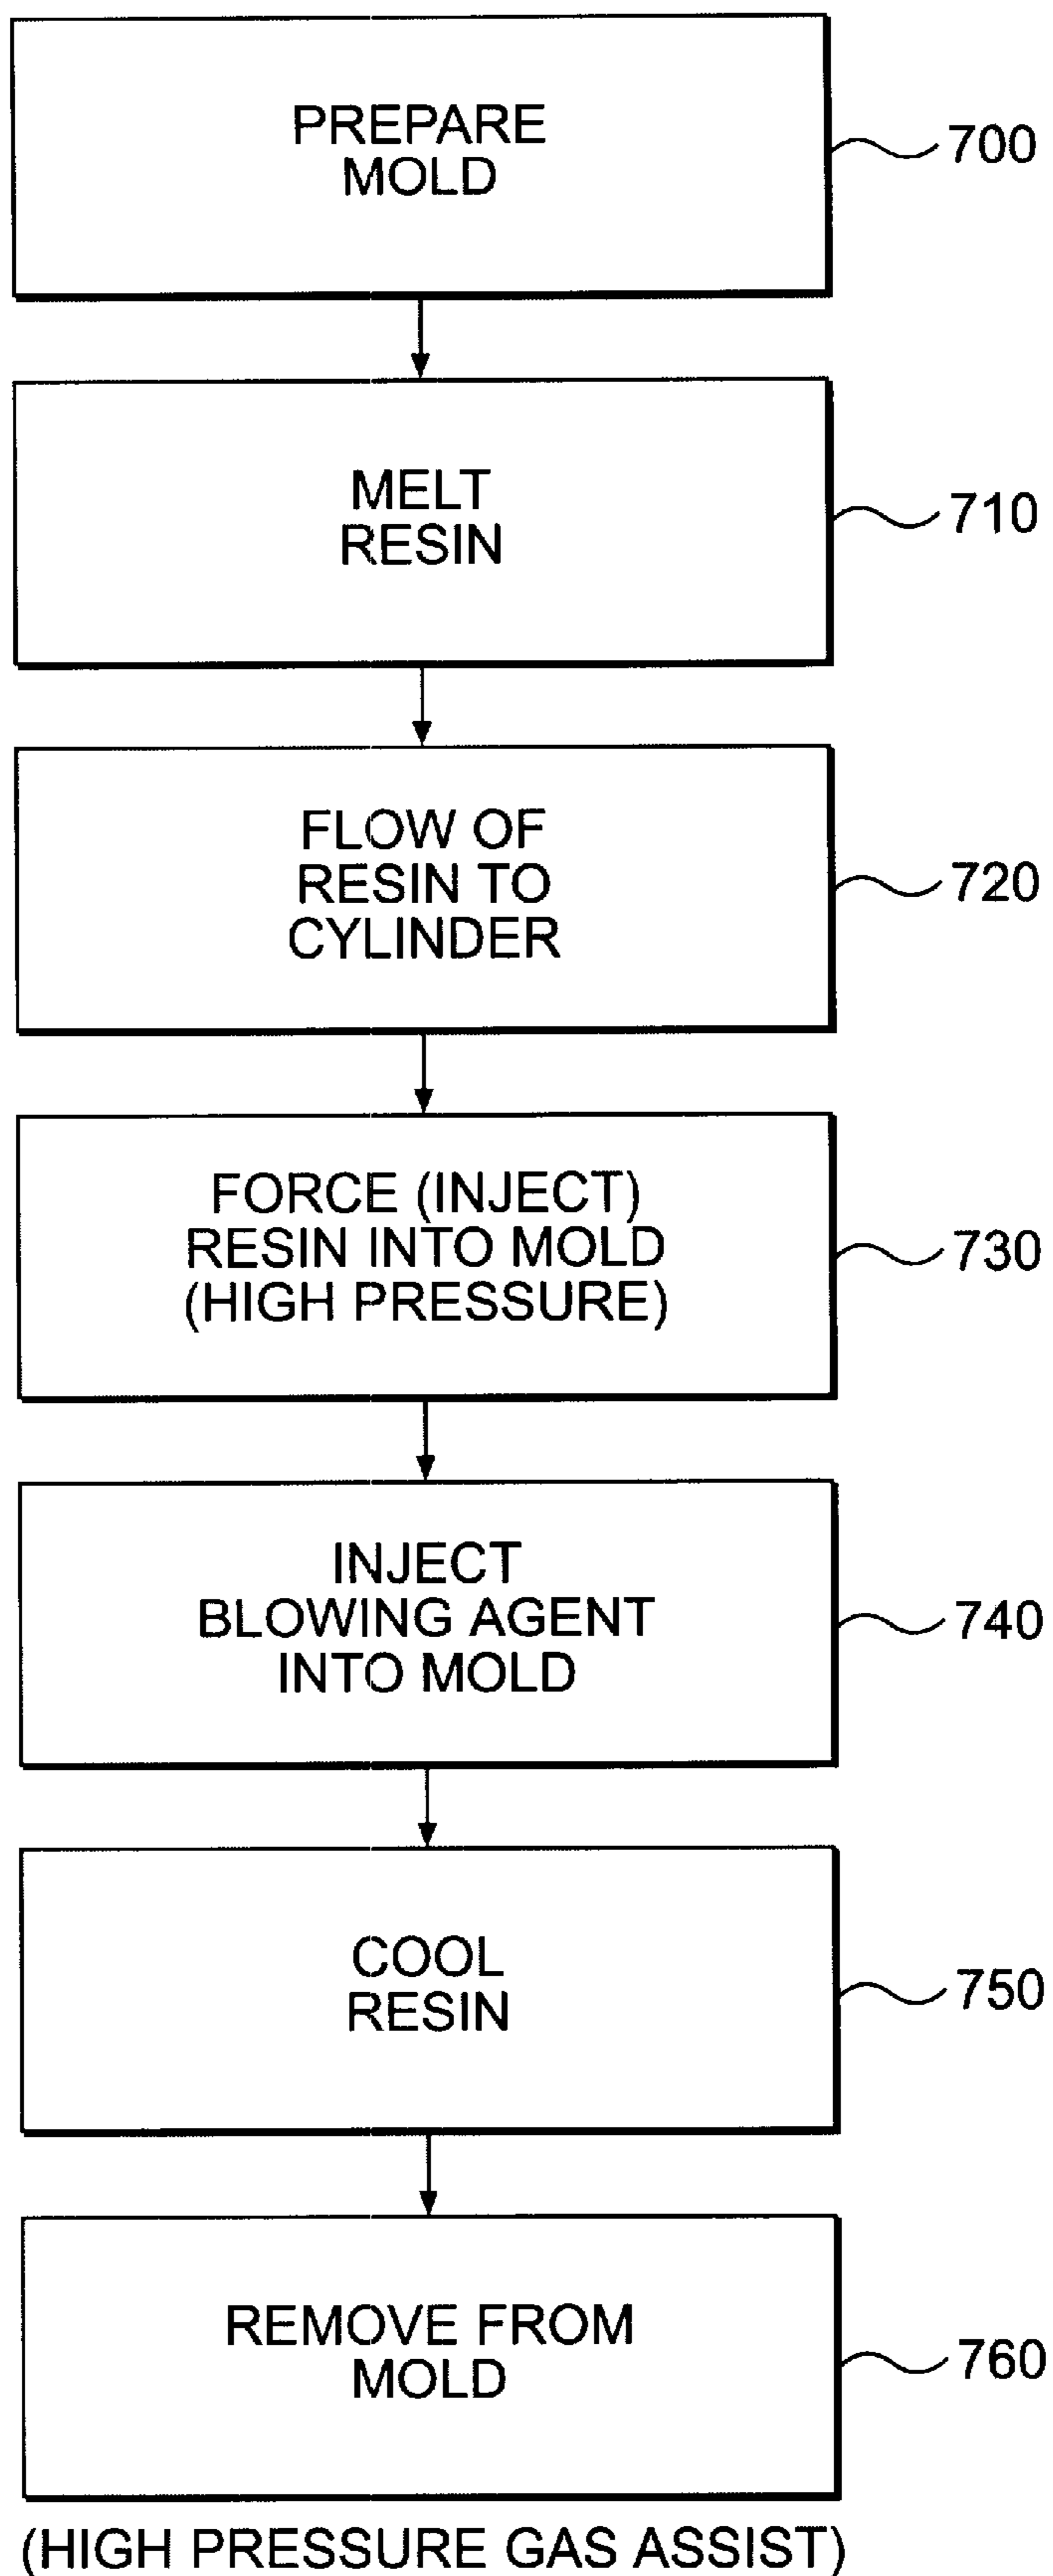 PREPARE
MOLD
700
MELT
RESIN
710
FLOW OF
RESIN TO
CYLINDER
720
FORCE (INJECT)
RESIN INTO MOLD
(HIGH PRESSURE)
730
INJECT
BLOWING AGENT
INTO MOLD
740
COOL
RESIN
750
REMOVE FROM
MOLD
760
(HIGH PRESSURE GAS ASSIST)